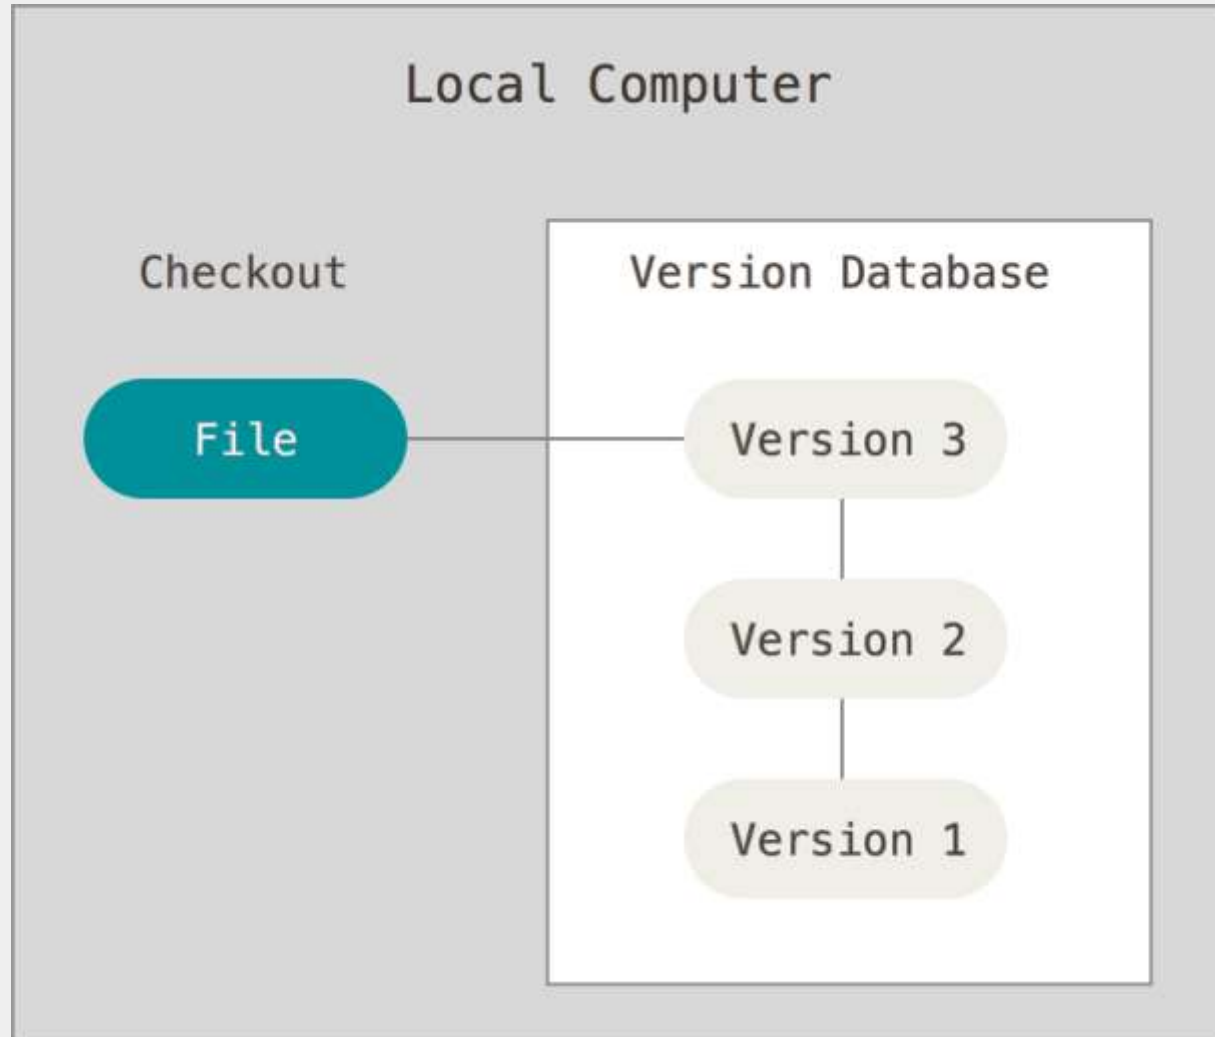 Local Computer
Checkout
Version Database
File
Version 3
Version 2
Version 1